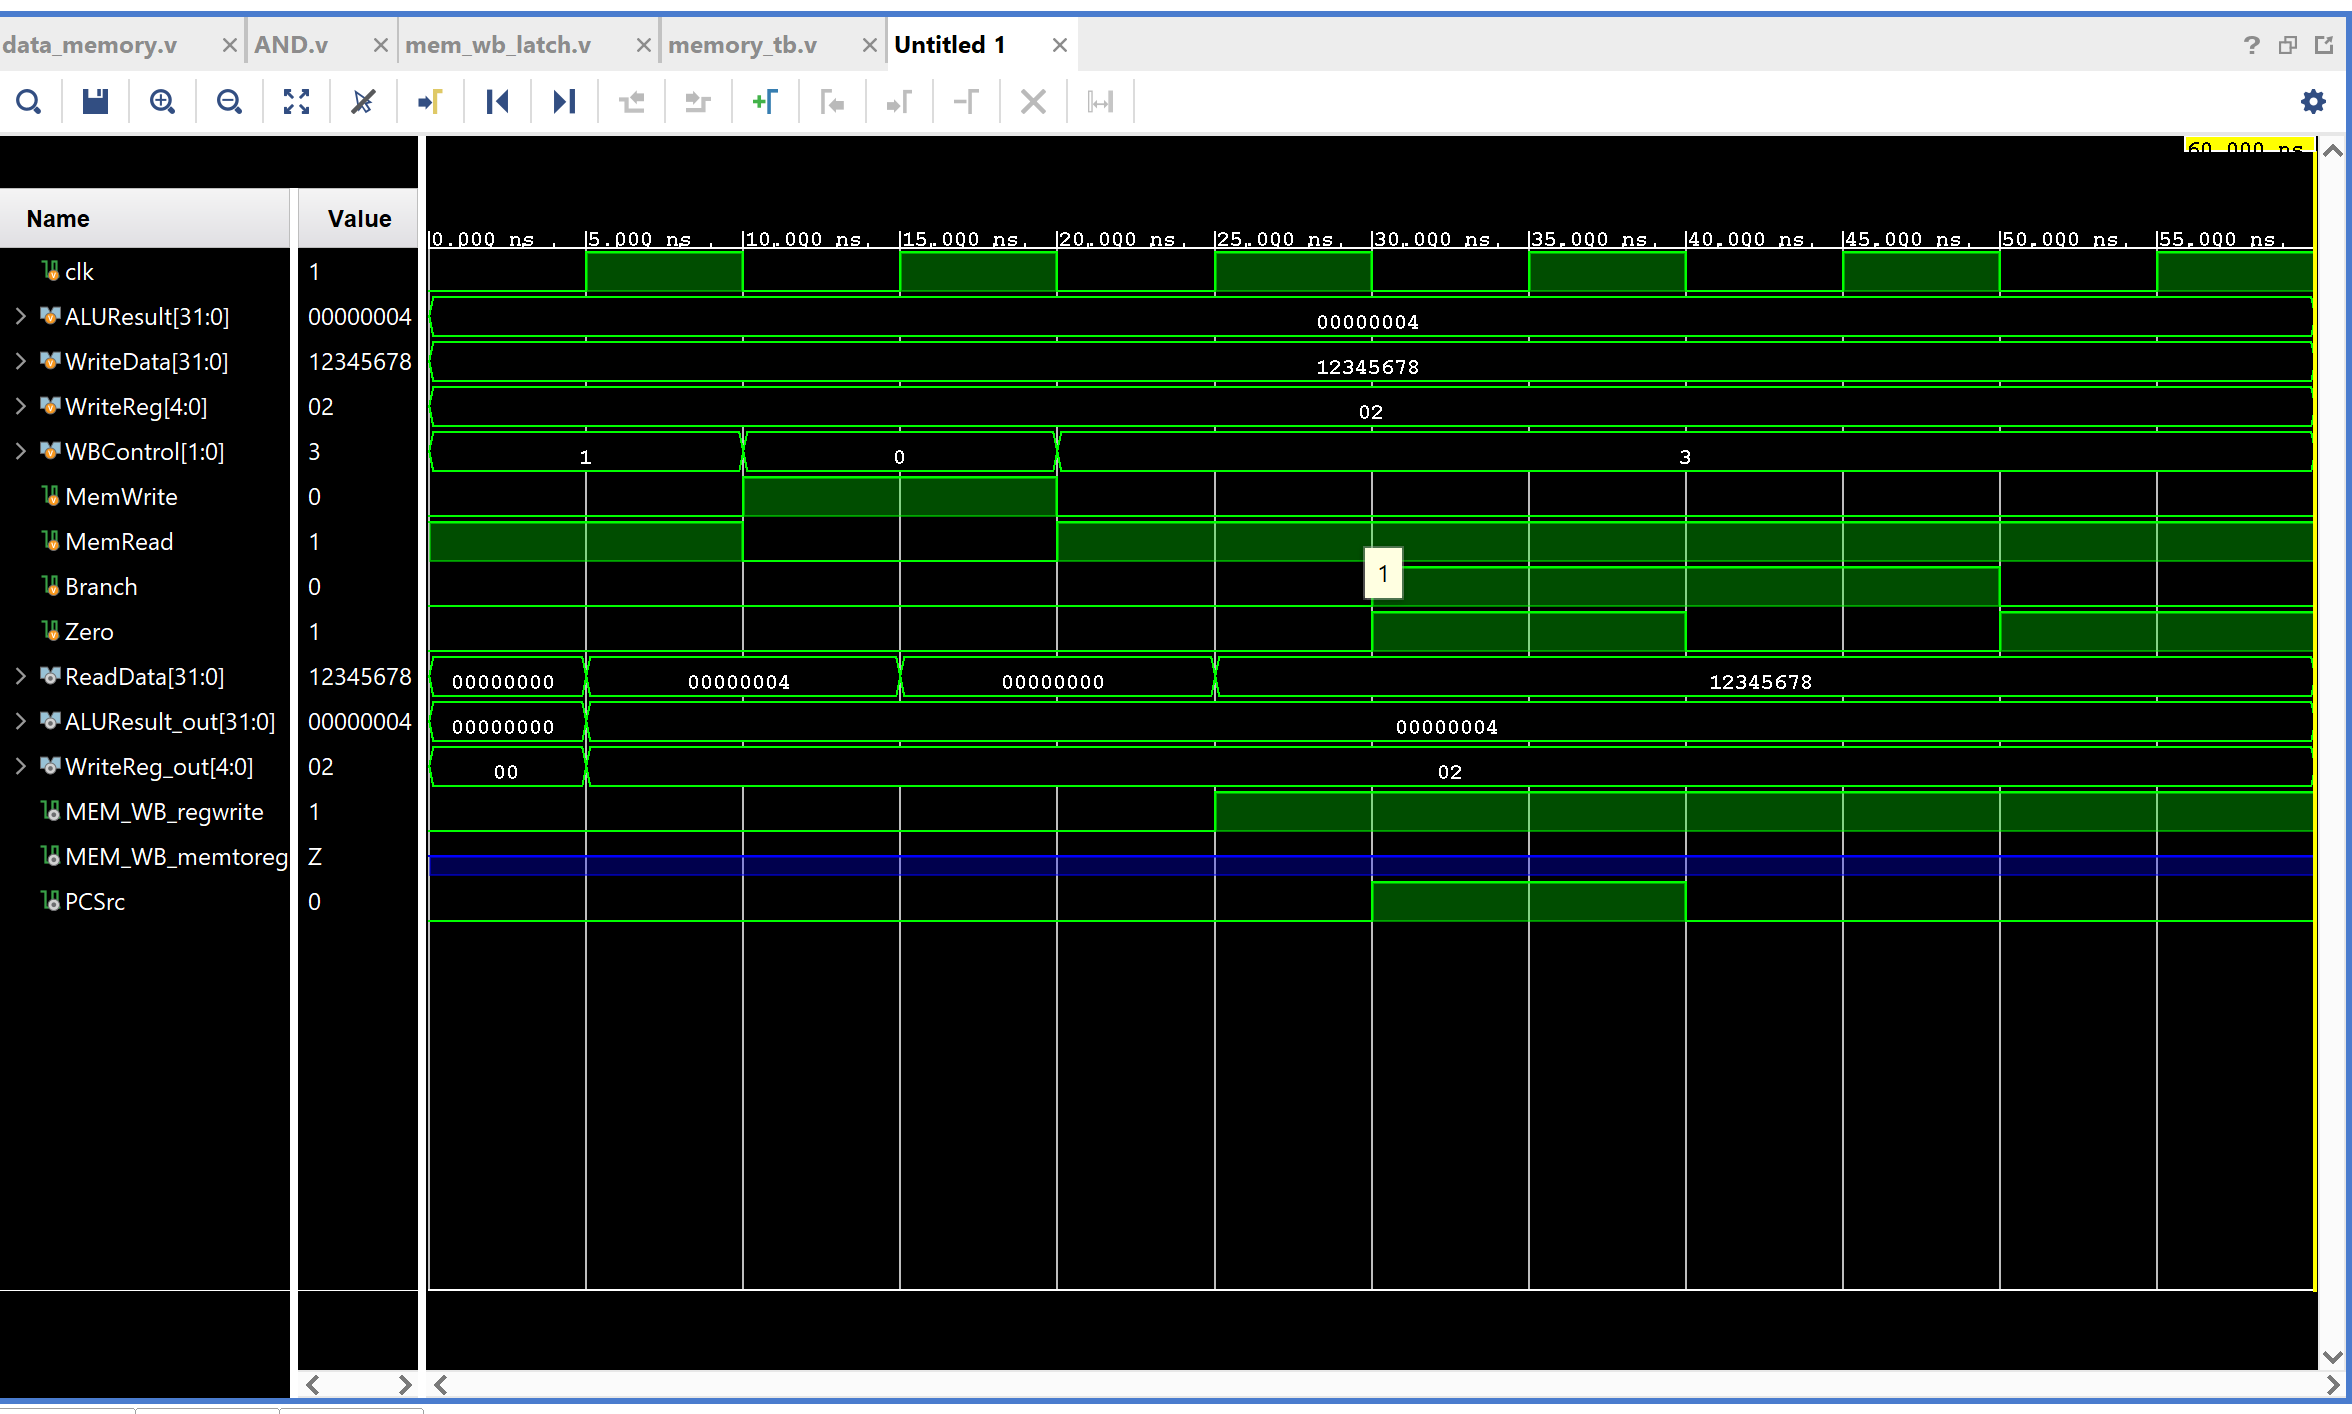 data_memory.v AND.v mem_wb_latch.v memory_tb.v Untitled 1
60.000 ns
Name Value
0.000 ns 5.000 ns 10.000 ns 15.000 ns 20.000 ns 25.000 ns 30.000 ns 35.000 ns 40.000 ns 45.000 ns 50.000 ns 55.000 ns
clk 1
ALUResult[31:0] 00000004 00000004
WriteData[31:0] 12345678 12345678
WriteReg[4:0] 02 02
WBControl[1:0] 3 1 0 3
MemWrite 0
MemRead 1
Branch 0 1
Zero 1
ReadData[31:0] 12345678 00000000 00000004 00000000 12345678
ALUResult_out[31:0] 00000004 00000000 00000004
WriteReg_out[4:0] 02 00 02
MEM_WB_regwrite 1
MEM_WB_memtoreg Z
PCSrc 0